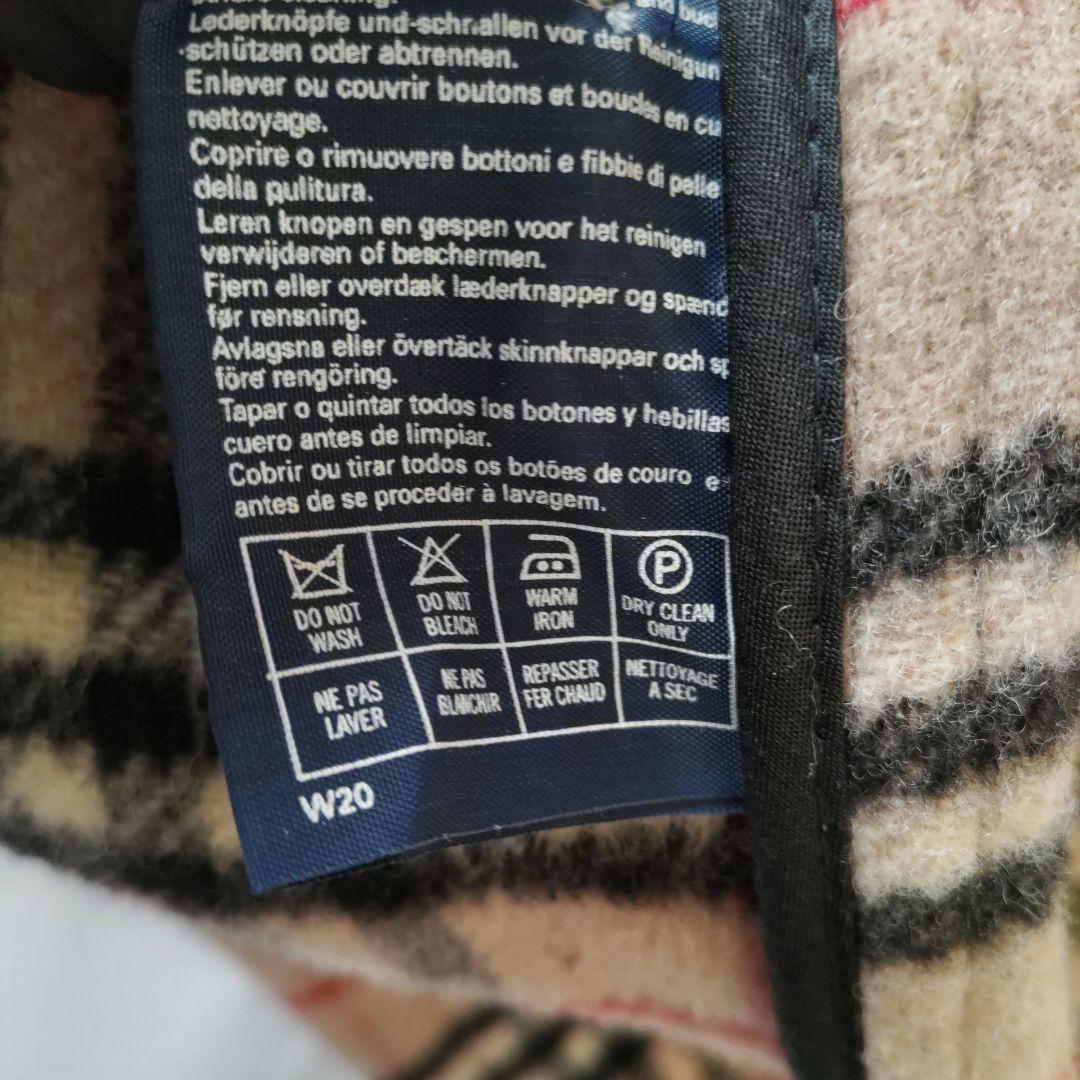 before cleaning.
and buc
Lederknöpfe und-schnallen vor der Reinigun
schützen oder abtrennen.
Enlever ou couvrir boutons et boucles en cu
nettoyage.
Coprire o rimuovere bottoni e fibbie di pelle
della pulitura.
Leren knopen en gespen voor het reinigen
verwijderen of beschermen.
Fjern eller overdæk læderknapper og spænd
før rensning.
Avlagsna eller övertäck skinnknappar och sp
före rengöring.
Tapar o quintar todos los botones y hebillas
cuero antes de limpiar.
Cobrir ou tirar todos os botões de couro e
antes de se proceder à lavagem.
P
DO NOT WASH
DO NOT BLEACH
WARM IRON
DRY CLEAN ONLY
NE PAS LAVER
NE PAS BLANCHIR
REPASSER FER CHAUD
NETTOYAGE A SEC
W20